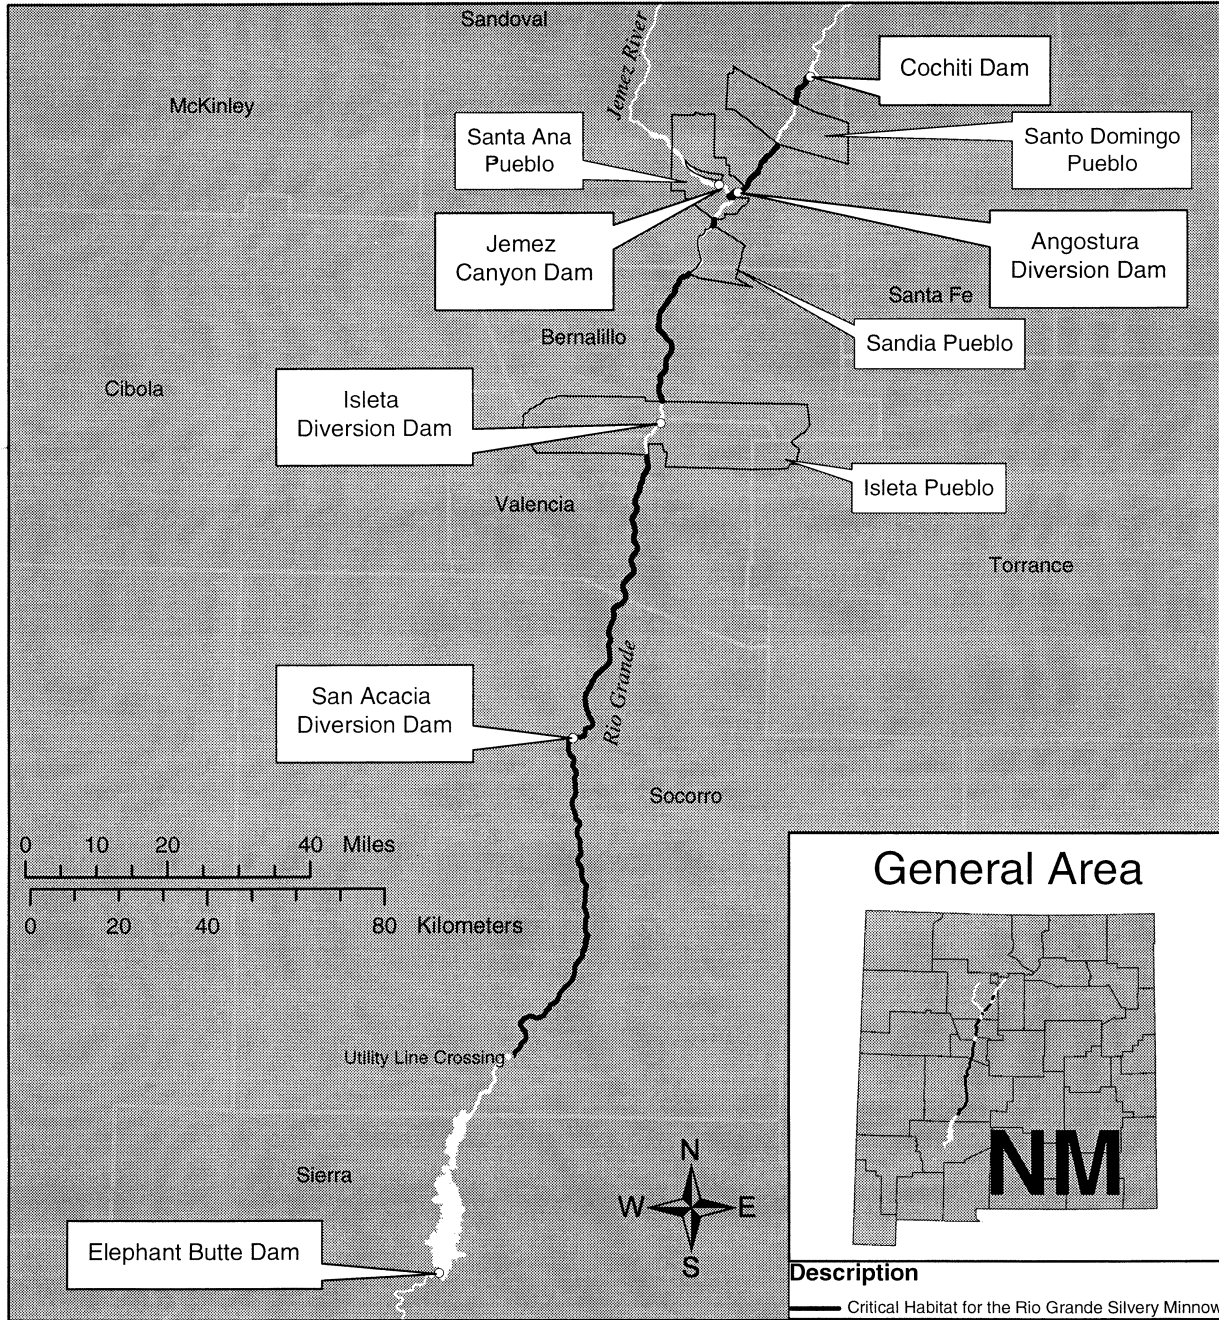 Sandoval
Jemez River
Cochiti Dam
McKinley
Santa Ana
Pueblo
Santo Domingo
Pueblo
Jemez
Canyon Dam
Angostura
Diversion Dam
Santa Fe
Bernalillo
Sandia Pueblo
Cibola
Isleta
Diversion Dam
Isleta Pueblo
Valencia
Torrance
Rio Grande
San Acacia
Diversion Dam
Socorro
0 10 20 40 Miles
0 20 40 80 Kilometers
General Area
NM
Utility Line Crossing
N
W E
S
Sierra
Elephant Butte Dam
Description
Critical Habitat for the Rio Grande Silvery Minnow